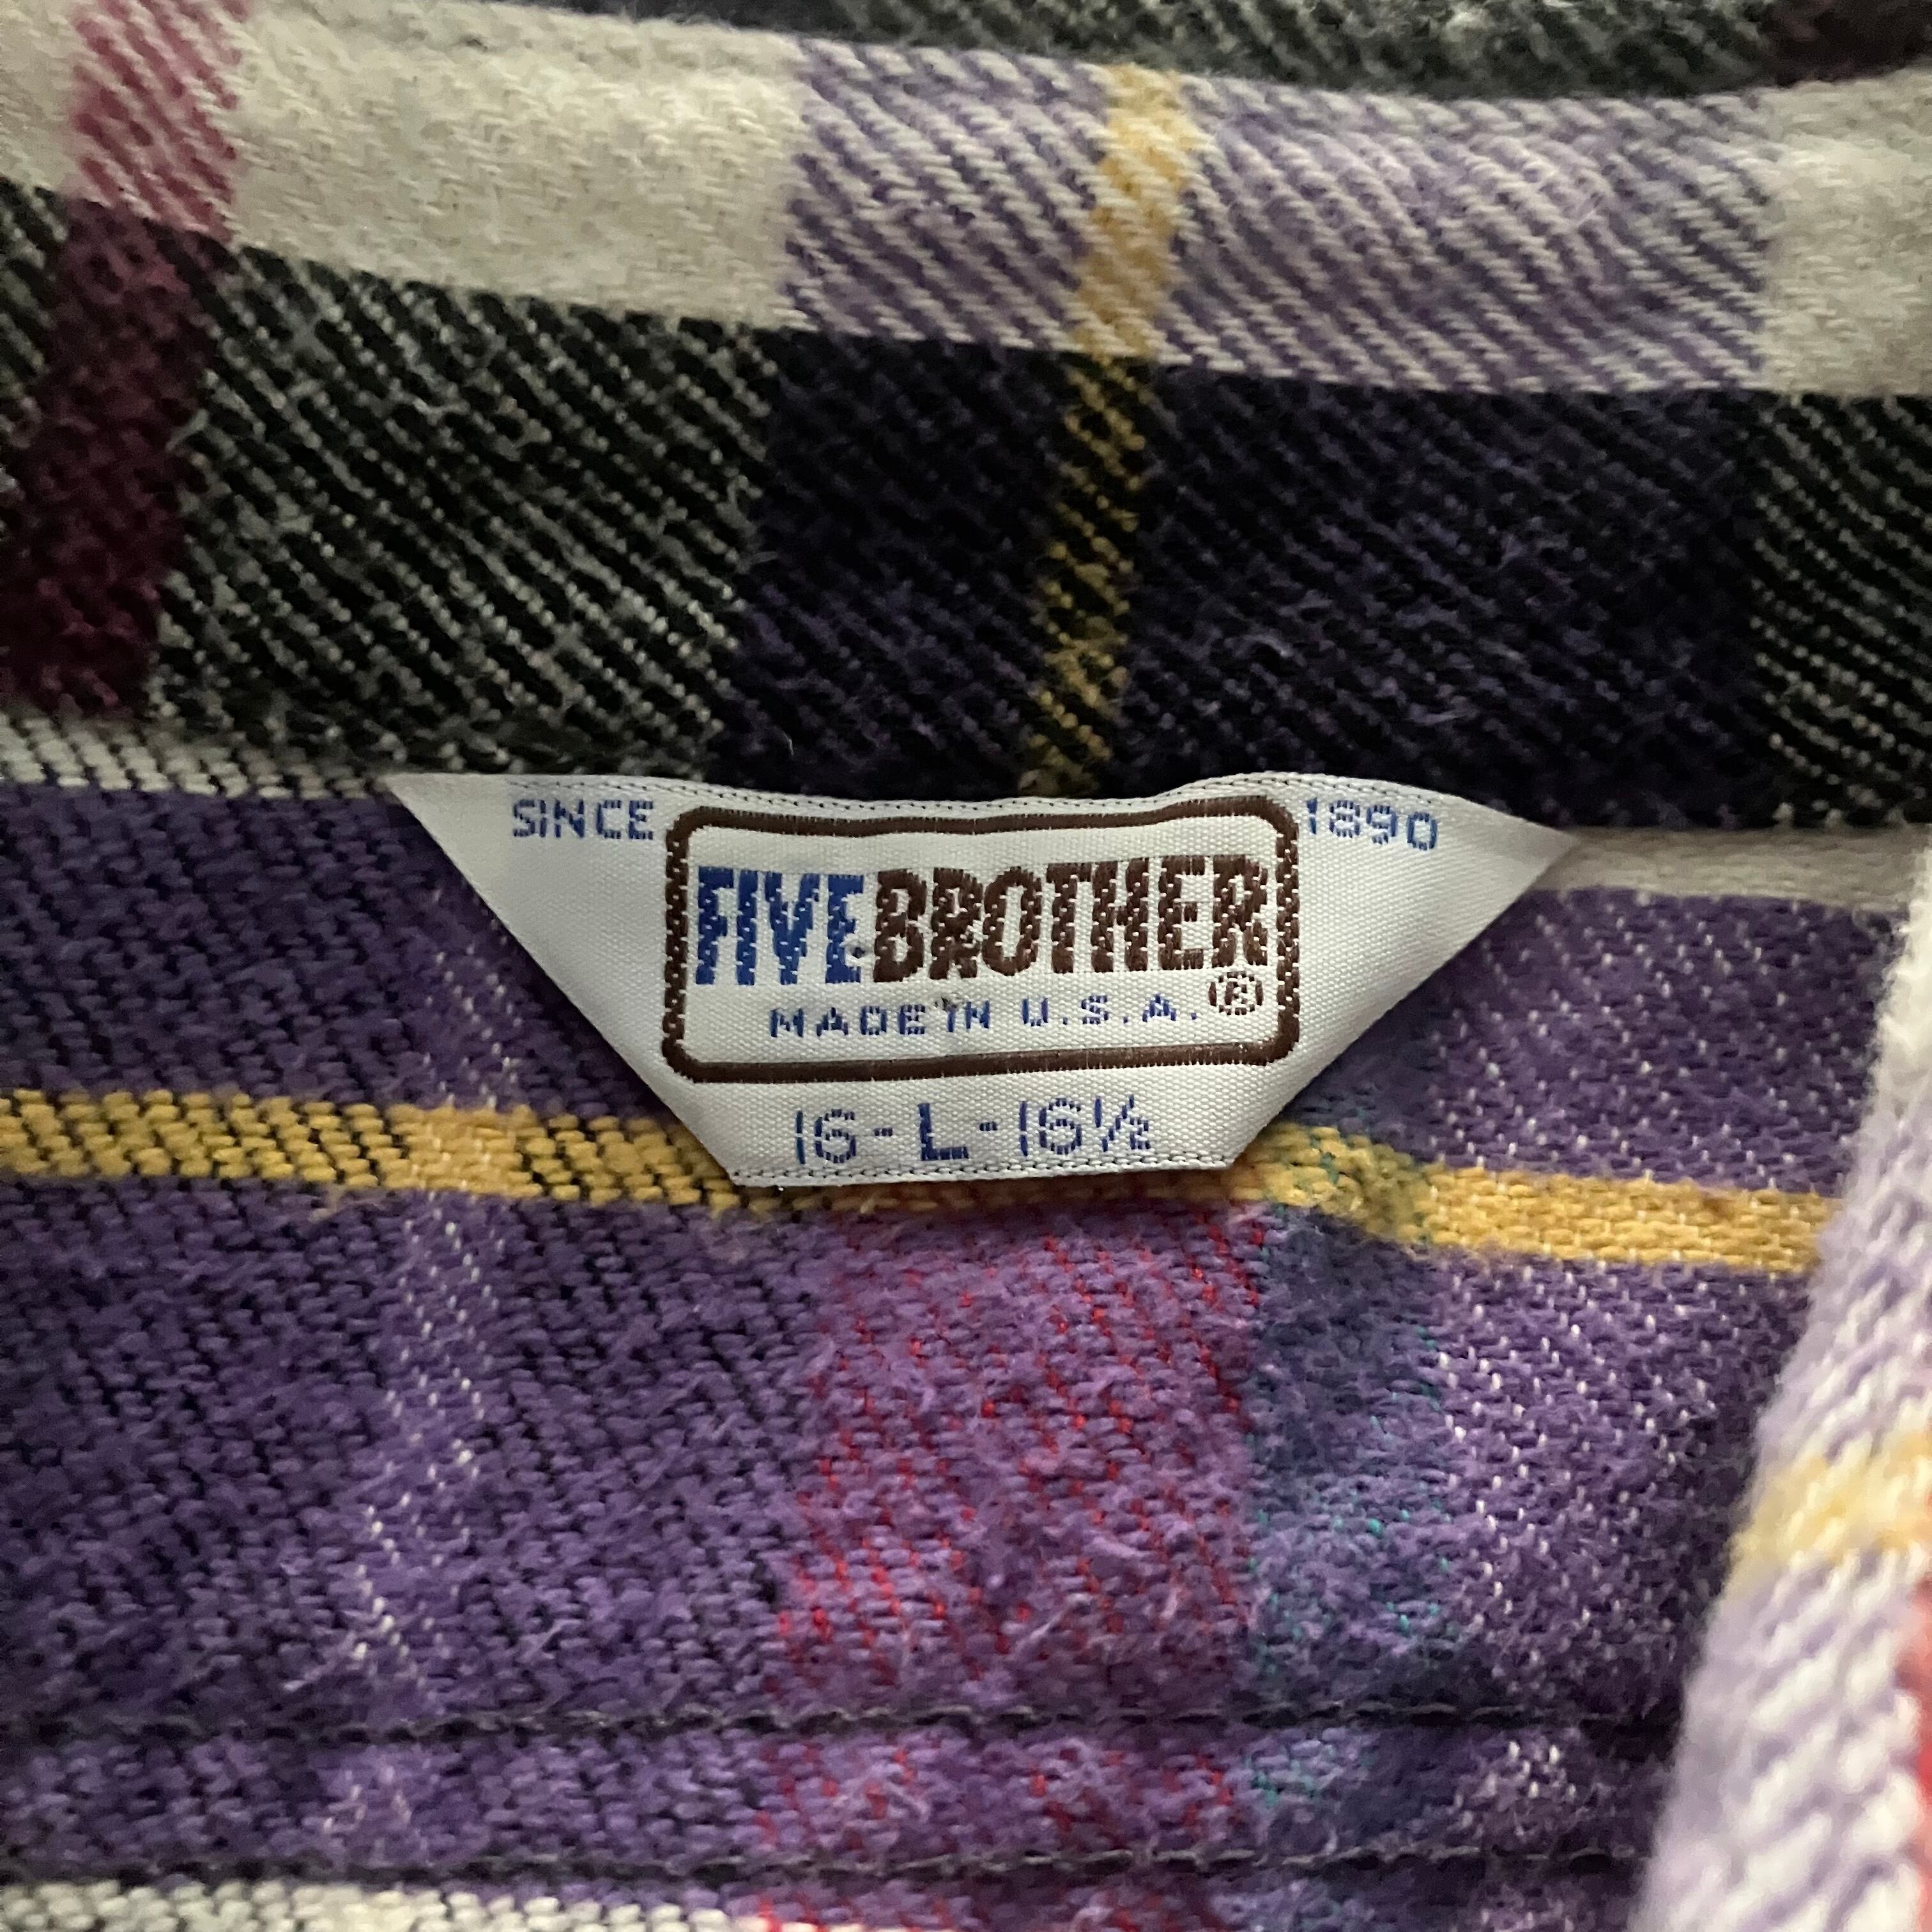 SINCE 1890
FIVE BROTHER
MADE IN U.S.A. ®
16-L-16½